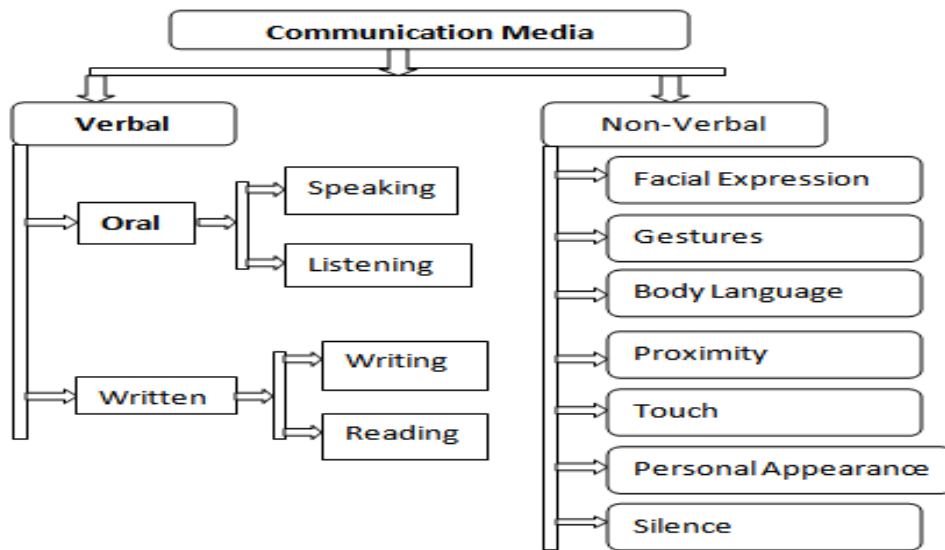 Communication Media
Verbal
Non-Verbal
Oral
Speaking
Listening
Written
Writing
Reading
Facial Expression
Gestures
Body Language
Proximity
Touch
Personal Appearance
Silence